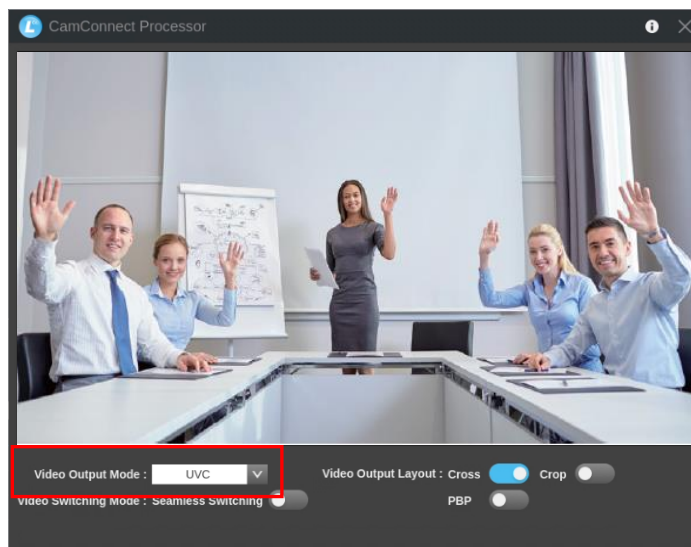 CamConnect Processor
Video Output Mode : UVC
Video Output Layout : Cross Crop
Video Switching Mode : Seamless Switching
PBP